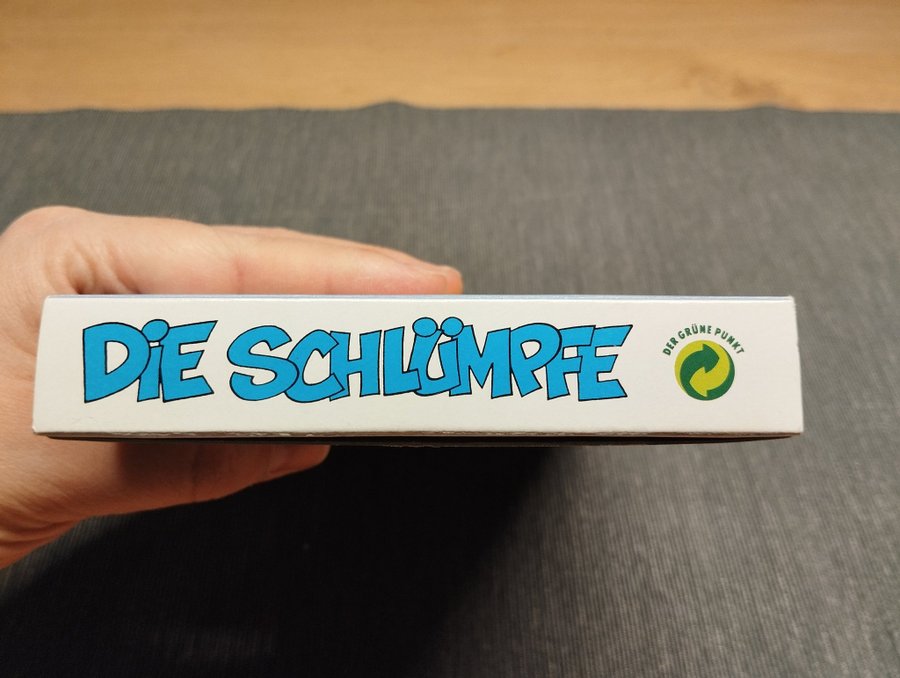 DIE SCHLÜMPFE
DER GRÜNE PUNKT